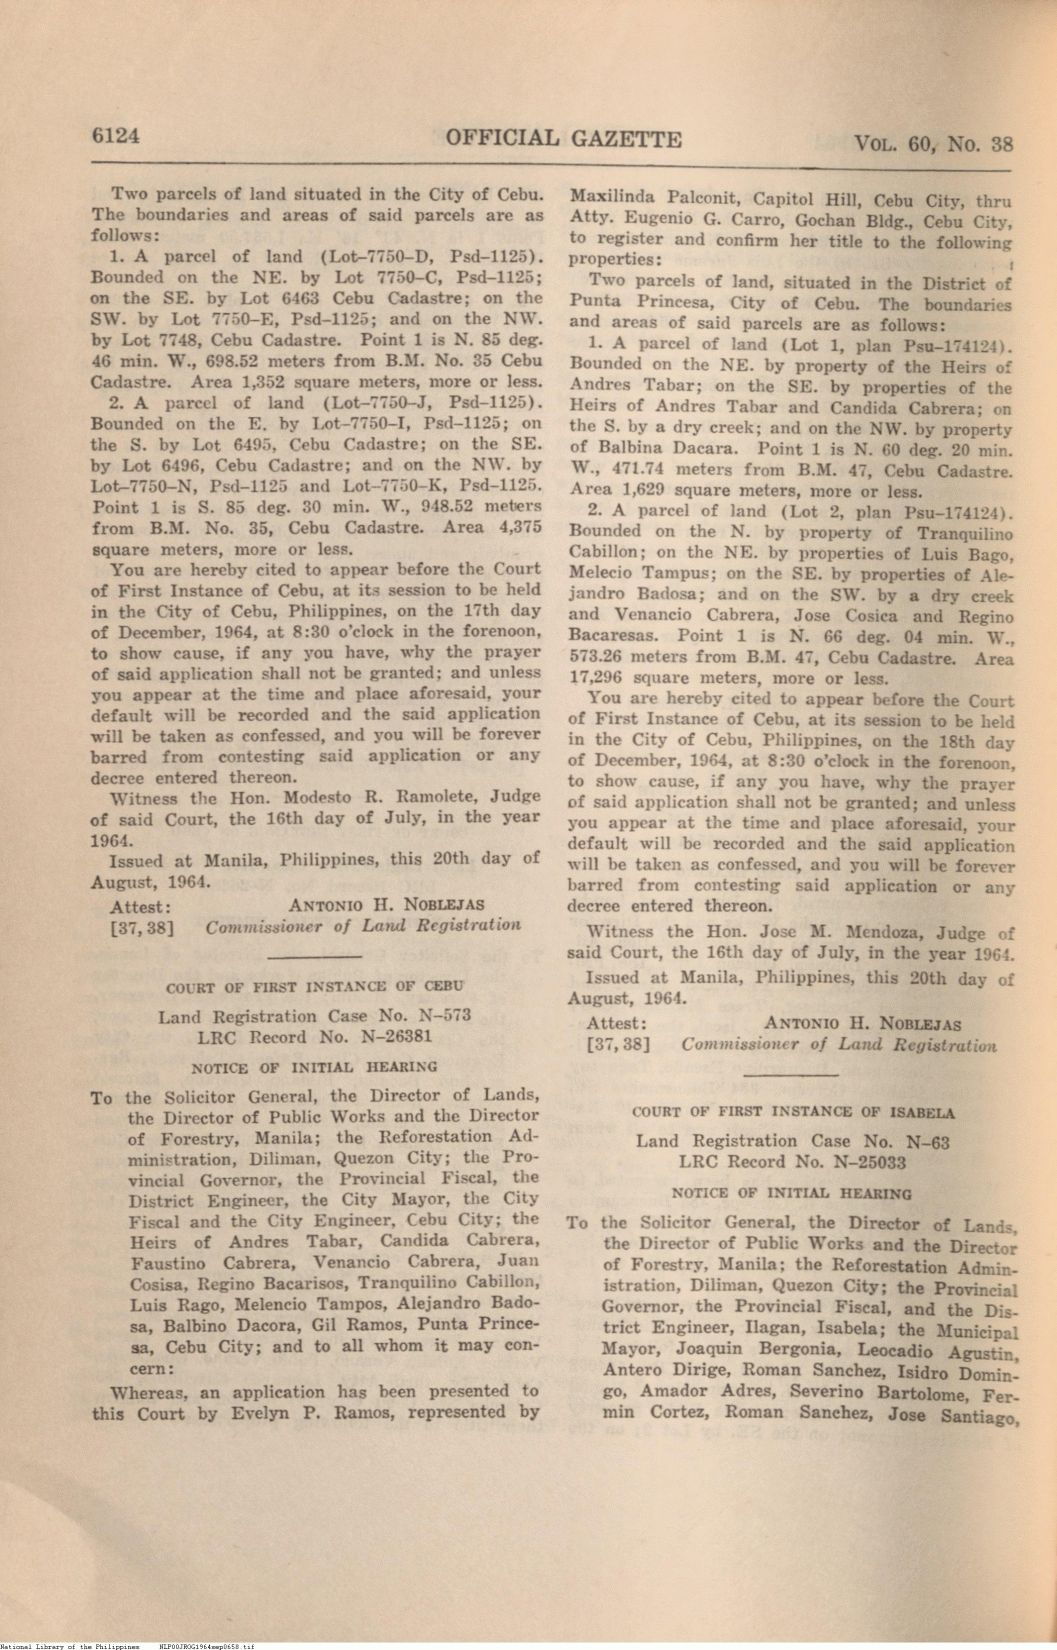 6124
OFFICIAL GAZETTE
VOL. 60, No. 38
Two parcels of land situated in the City of Cebu.
The boundaries and areas of said parcels are as
follows:
1. A parcel of land (Lot-7750-D, Psd-1125).
Bounded on the NE. by Lot 7750-C, Psd-1125;
on the SE. by Lot 6463 Cebu Cadastre; on the
SW. by Lot 7750-E, Psd-1125; and on the NW.
by Lot 7748, Cebu Cadastre. Point 1 is N. 85 deg.
46 min. W., 698.52 meters from B.M. No. 35 Cebu
Cadastre. Area 1,352 square meters, more or less.
2. A parcel of land (Lot-7750-J, Psd-1125).
Bounded on the E. by Lot-7750-I, Psd-1125; on
the S. by Lot 6495, Cebu Cadastre; on the SE.
by Lot 6496, Cebu Cadastre; and on the NW. by
Lot-7750-N, Psd-1125 and Lot-7750-K, Psd-1125.
Point 1 is S. 85 deg. 30 min. W., 948.52 meters
from B.M. No. 35, Cebu Cadastre. Area 4,375
square meters, more or less.
You are hereby cited to appear before the Court
of First Instance of Cebu, at its session to be held
in the City of Cebu, Philippines, on the 17th day
of December, 1964, at 8:30 o'clock in the forenoon,
to show cause, if any you have, why the prayer
of said application shall not be granted; and unless
you appear at the time and place aforesaid, your
default will be recorded and the said application
will be taken as confessed, and you will be forever
barred from contesting said application or any
decree entered thereon.
Witness the Hon. Modesto R. Ramolete, Judge
of said Court, the 16th day of July, in the year
1964.
Issued at Manila, Philippines, this 20th day of
August, 1964.
Attest: ANTONIO H. NOBLEJAS
[37, 38] Commissioner of Land Registration
COURT OF FIRST INSTANCE OF CEBU
Land Registration Case No. N-573
LRC Record No. N-26381
NOTICE OF INITIAL HEARING
To the Solicitor General, the Director of Lands,
the Director of Public Works and the Director
of Forestry, Manila; the Reforestation Ad-
ministration, Diliman, Quezon City; the Pro-
vincial Governor, the Provincial Fiscal, the
District Engineer, the City Mayor, the City
Fiscal and the City Engineer, Cebu City; the
Heirs of Andres Tabar, Candida Cabrera,
Faustino Cabrera, Venancio Cabrera, Juan
Cosisa, Regino Bacarisos, Tranquilino Cabillon,
Luis Rago, Melencio Tampos, Alejandro Bado-
sa, Balbino Dacora, Gil Ramos, Punta Prince-
sa, Cebu City; and to all whom it may con-
cern:
Whereas, an application has been presented to
this Court by Evelyn P. Ramos, represented by
Maxilinda Palconit, Capitol Hill, Cebu City, thru
Atty. Eugenio G. Carro, Gochan Bldg., Cebu City,
to register and confirm her title to the following
properties:
Two parcels of land, situated in the District of
Punta Princesa, City of Cebu. The boundaries
and areas of said parcels are as follows:
1. A parcel of land (Lot 1, plan Psu-174124).
Bounded on the NE. by property of the Heirs of
Andres Tabar; on the SE. by properties of the
Heirs of Andres Tabar and Candida Cabrera; on
the S. by a dry creek; and on the NW. by property
of Balbina Dacara. Point 1 is N. 60 deg. 20 min.
W., 471.74 meters from B.M. 47, Cebu Cadastre.
Area 1,629 square meters, more or less.
2. A parcel of land (Lot 2, plan Psu-174124).
Bounded on the N. by property of Tranquilino
Cabillon; on the NE. by properties of Luis Bago,
Melecio Tampus; on the SE. by properties of Ale-
jandro Badosa; and on the SW. by a dry creek
and Venancio Cabrera, Jose Cosica and Regino
Bacaresas. Point 1 is N. 66 deg. 04 min. W.,
573.26 meters from B.M. 47, Cebu Cadastre. Area
17,296 square meters, more or less.
You are hereby cited to appear before the Court
of First Instance of Cebu, at its session to be held
in the City of Cebu, Philippines, on the 18th day
of December, 1964, at 8:30 o'clock in the forenoon,
to show cause, if any you have, why the prayer
of said application shall not be granted; and unless
you appear at the time and place aforesaid, your
default will be recorded and the said application
will be taken as confessed, and you will be forever
barred from contesting said application or any
decree entered thereon.
Witness the Hon. Jose M. Mendoza, Judge of
said Court, the 16th day of July, in the year 1964.
Issued at Manila, Philippines, this 20th day of
August, 1964.
Attest: ANTONIO H. NOBLEJAS
[37, 38] Commissioner of Land Registration
COURT OF FIRST INSTANCE OF ISABELA
Land Registration Case No. N-63
LRC Record No. N-25033
NOTICE OF INITIAL HEARING
To the Solicitor General, the Director of Lands,
the Director of Public Works and the Director
of Forestry, Manila; the Reforestation Admin-
istration, Diliman, Quezon City; the Provincial
Governor, the Provincial Fiscal, and the Dis-
trict Engineer, Ilagan, Isabela; the Municipal
Mayor, Joaquin Bergonia, Leocadio Agustin,
Antero Dirige, Roman Sanchez, Isidro Domin-
go, Amador Adres, Severino Bartolome, Fer-
min Cortez, Roman Sanchez, Jose Santiago,
National Library of the Philippines NLP00JROG1964sep0658.tif